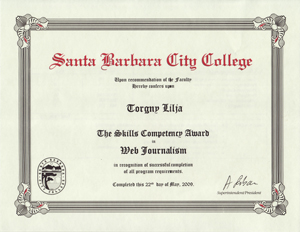 Santa Barbara City College
Upon recommendation of the Faculty
Hereby confers upon
Torgny Lilja
The Skills Competency Award
in
Web Journalism
in recognition of successful completion
of all program requirements.
Completed this 22nd day of May, 2009.
Superintendent/President